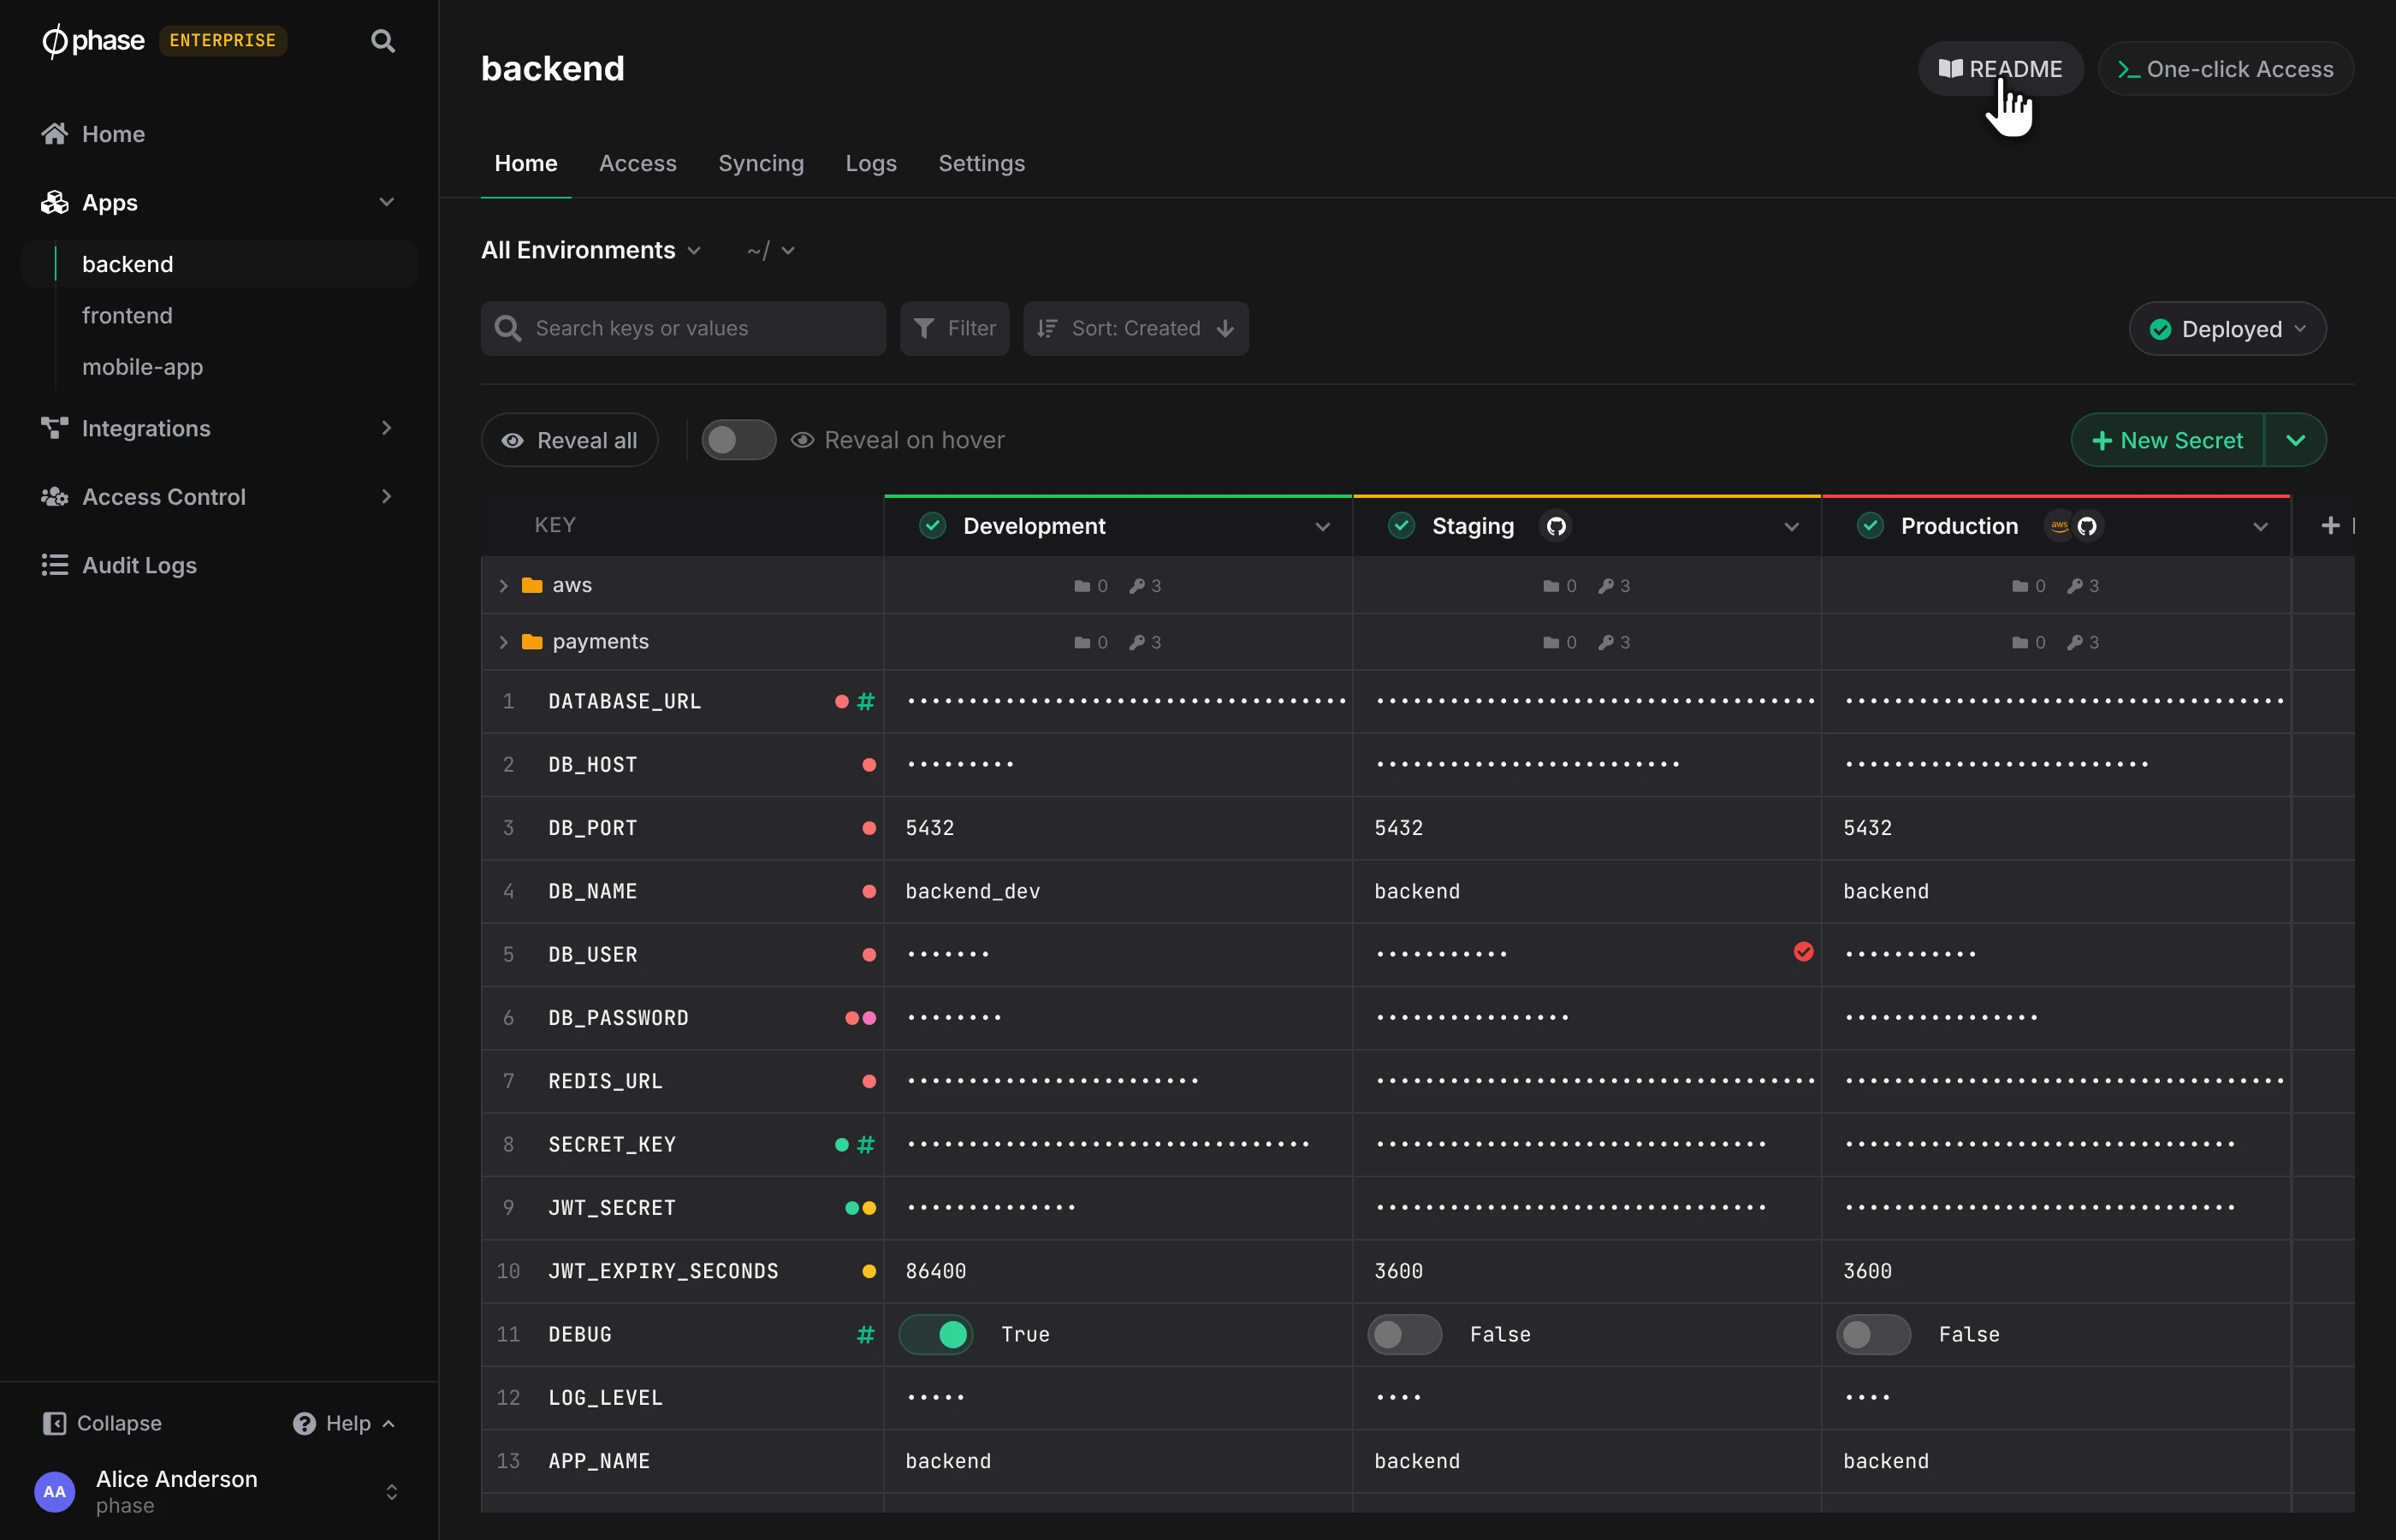 phase ENTERPRISE
Home
Apps
backend
frontend
mobile-app
Integrations
Access Control
Audit Logs
Collapse
Help
AA
Alice Anderson
phase
backend
README
One-click Access
Home Access Syncing Logs Settings
All Environments ~/
Search keys or values
Filter
Sort: Created
Deployed
Reveal all
Reveal on hover
New Secret
KEY Development Staging Production aws
aws 0 3 0 3 0 3
payments 0 3 0 3 0 3
1 DATABASE_URL #
2 DB_HOST
3 DB_PORT 5432 5432 5432
4 DB_NAME backend_dev backend backend
5 DB_USER
6 DB_PASSWORD
7 REDIS_URL
8 SECRET_KEY #
9 JWT_SECRET
10 JWT_EXPIRY_SECONDS 86400 3600 3600
11 DEBUG # True False False
12 LOG_LEVEL
13 APP_NAME backend backend backend